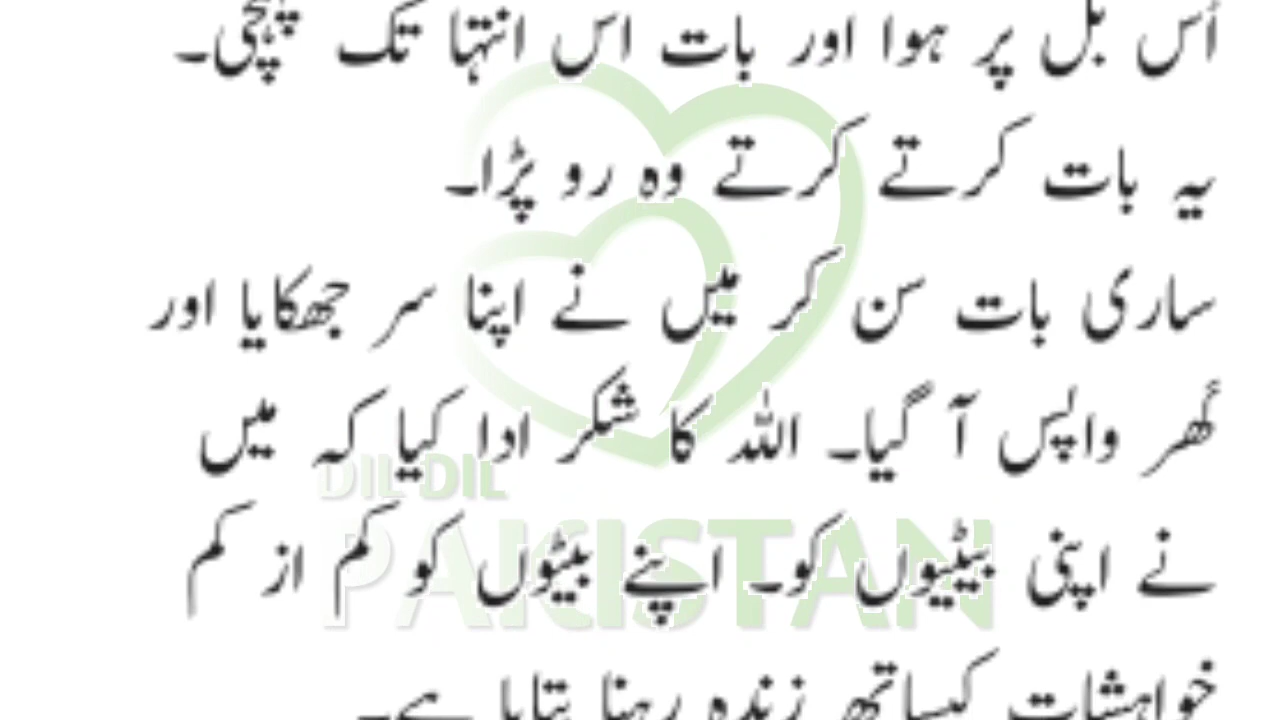 اُس بل پر ہوا اور بات اس انتہا تک پہنچی۔
یہ بات کرتے کرتے وہ رو پڑا۔
ساری بات سن کر میں نے اپنا سر جھکایا اور
گھر واپس آ گیا۔ اللہ کا شکر ادا کیا کہ میں
نے اپنی بیٹیوں کو۔ اپنے بیٹوں کو کم از کم
خواہشات کیساتھ زندہ رہنا بتایا ہے۔
DIL DIL
PAKISTAN